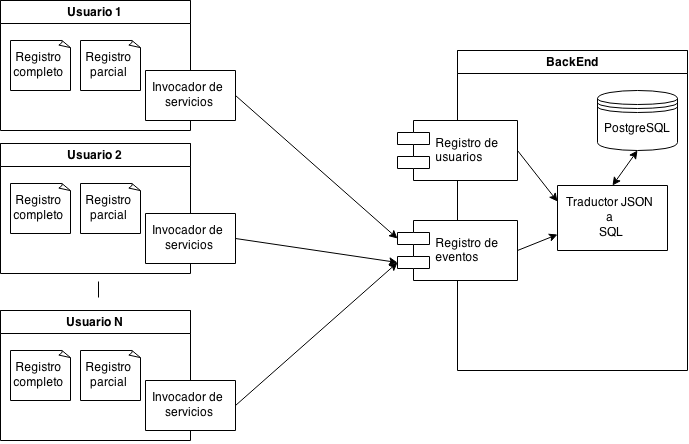 Usuario 1
Registro
completo
Registro
parcial
Invocador de
servicios
Usuario 2
Registro
completo
Registro
parcial
Invocador de
servicios
Usuario N
Registro
completo
Registro
parcial
Invocador de
servicios
BackEnd
PostgreSQL
Registro de
usuarios
Traductor JSON
a
SQL
Registro de
eventos